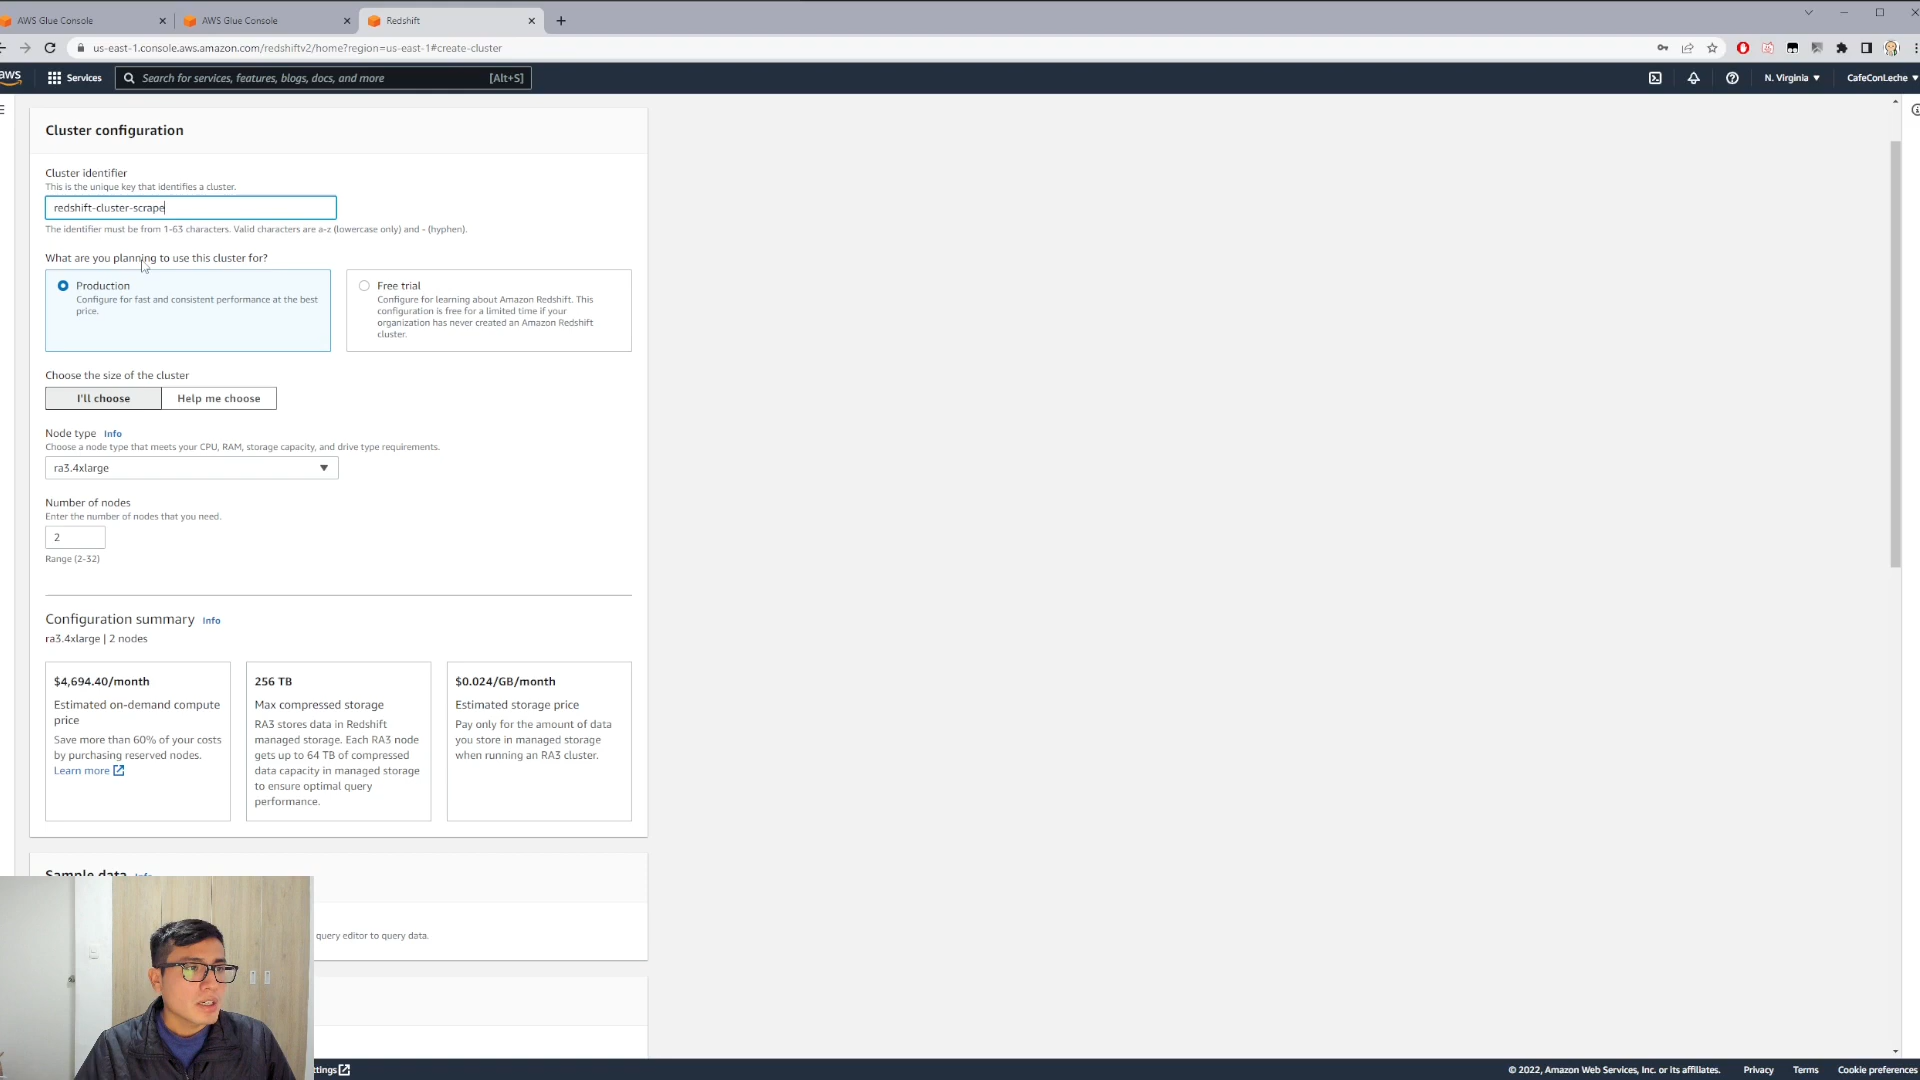 AWS Glue Console
AWS Glue Console
Redshift
us-east-1.console.aws.amazon.com/redshiftv2/home?region=us-east-1#create-cluster
aws
Services
Search for services, features, blogs, docs, and more
[Alt+S]
N. Virginia
CafeConLeche
Cluster configuration
Cluster identifier
This is the unique key that identifies a cluster.
redshift-cluster-scrape
The identifier must be from 1-63 characters. Valid characters are a-z (lowercase only) and - (hyphen).
What are you planning to use this cluster for?
Production
Configure for fast and consistent performance at the best
price.
Free trial
Configure for learning about Amazon Redshift. This
configuration is free for a limited time if your
organization has never created an Amazon Redshift
cluster.
Choose the size of the cluster
I'll choose
Help me choose
Node type Info
Choose a node type that meets your CPU, RAM, storage capacity, and drive type requirements.
ra3.4xlarge
Number of nodes
Enter the number of nodes that you need.
2
Range (2-32)
Configuration summary Info
ra3.4xlarge | 2 nodes
$4,694.40/month
Estimated on-demand compute
price
Save more than 60% of your costs
by purchasing reserved nodes.
Learn more
256 TB
Max compressed storage
RA3 stores data in Redshift
managed storage. Each RA3 node
gets up to 64 TB of compressed
data capacity in managed storage
to ensure optimal query
performance.
$0.024/GB/month
Estimated storage price
Pay only for the amount of data
you store in managed storage
when running an RA3 cluster.
Sample data Info
query editor to query data.
ttings
© 2022, Amazon Web Services, Inc. or its affiliates.
Privacy
Terms
Cookie preferences